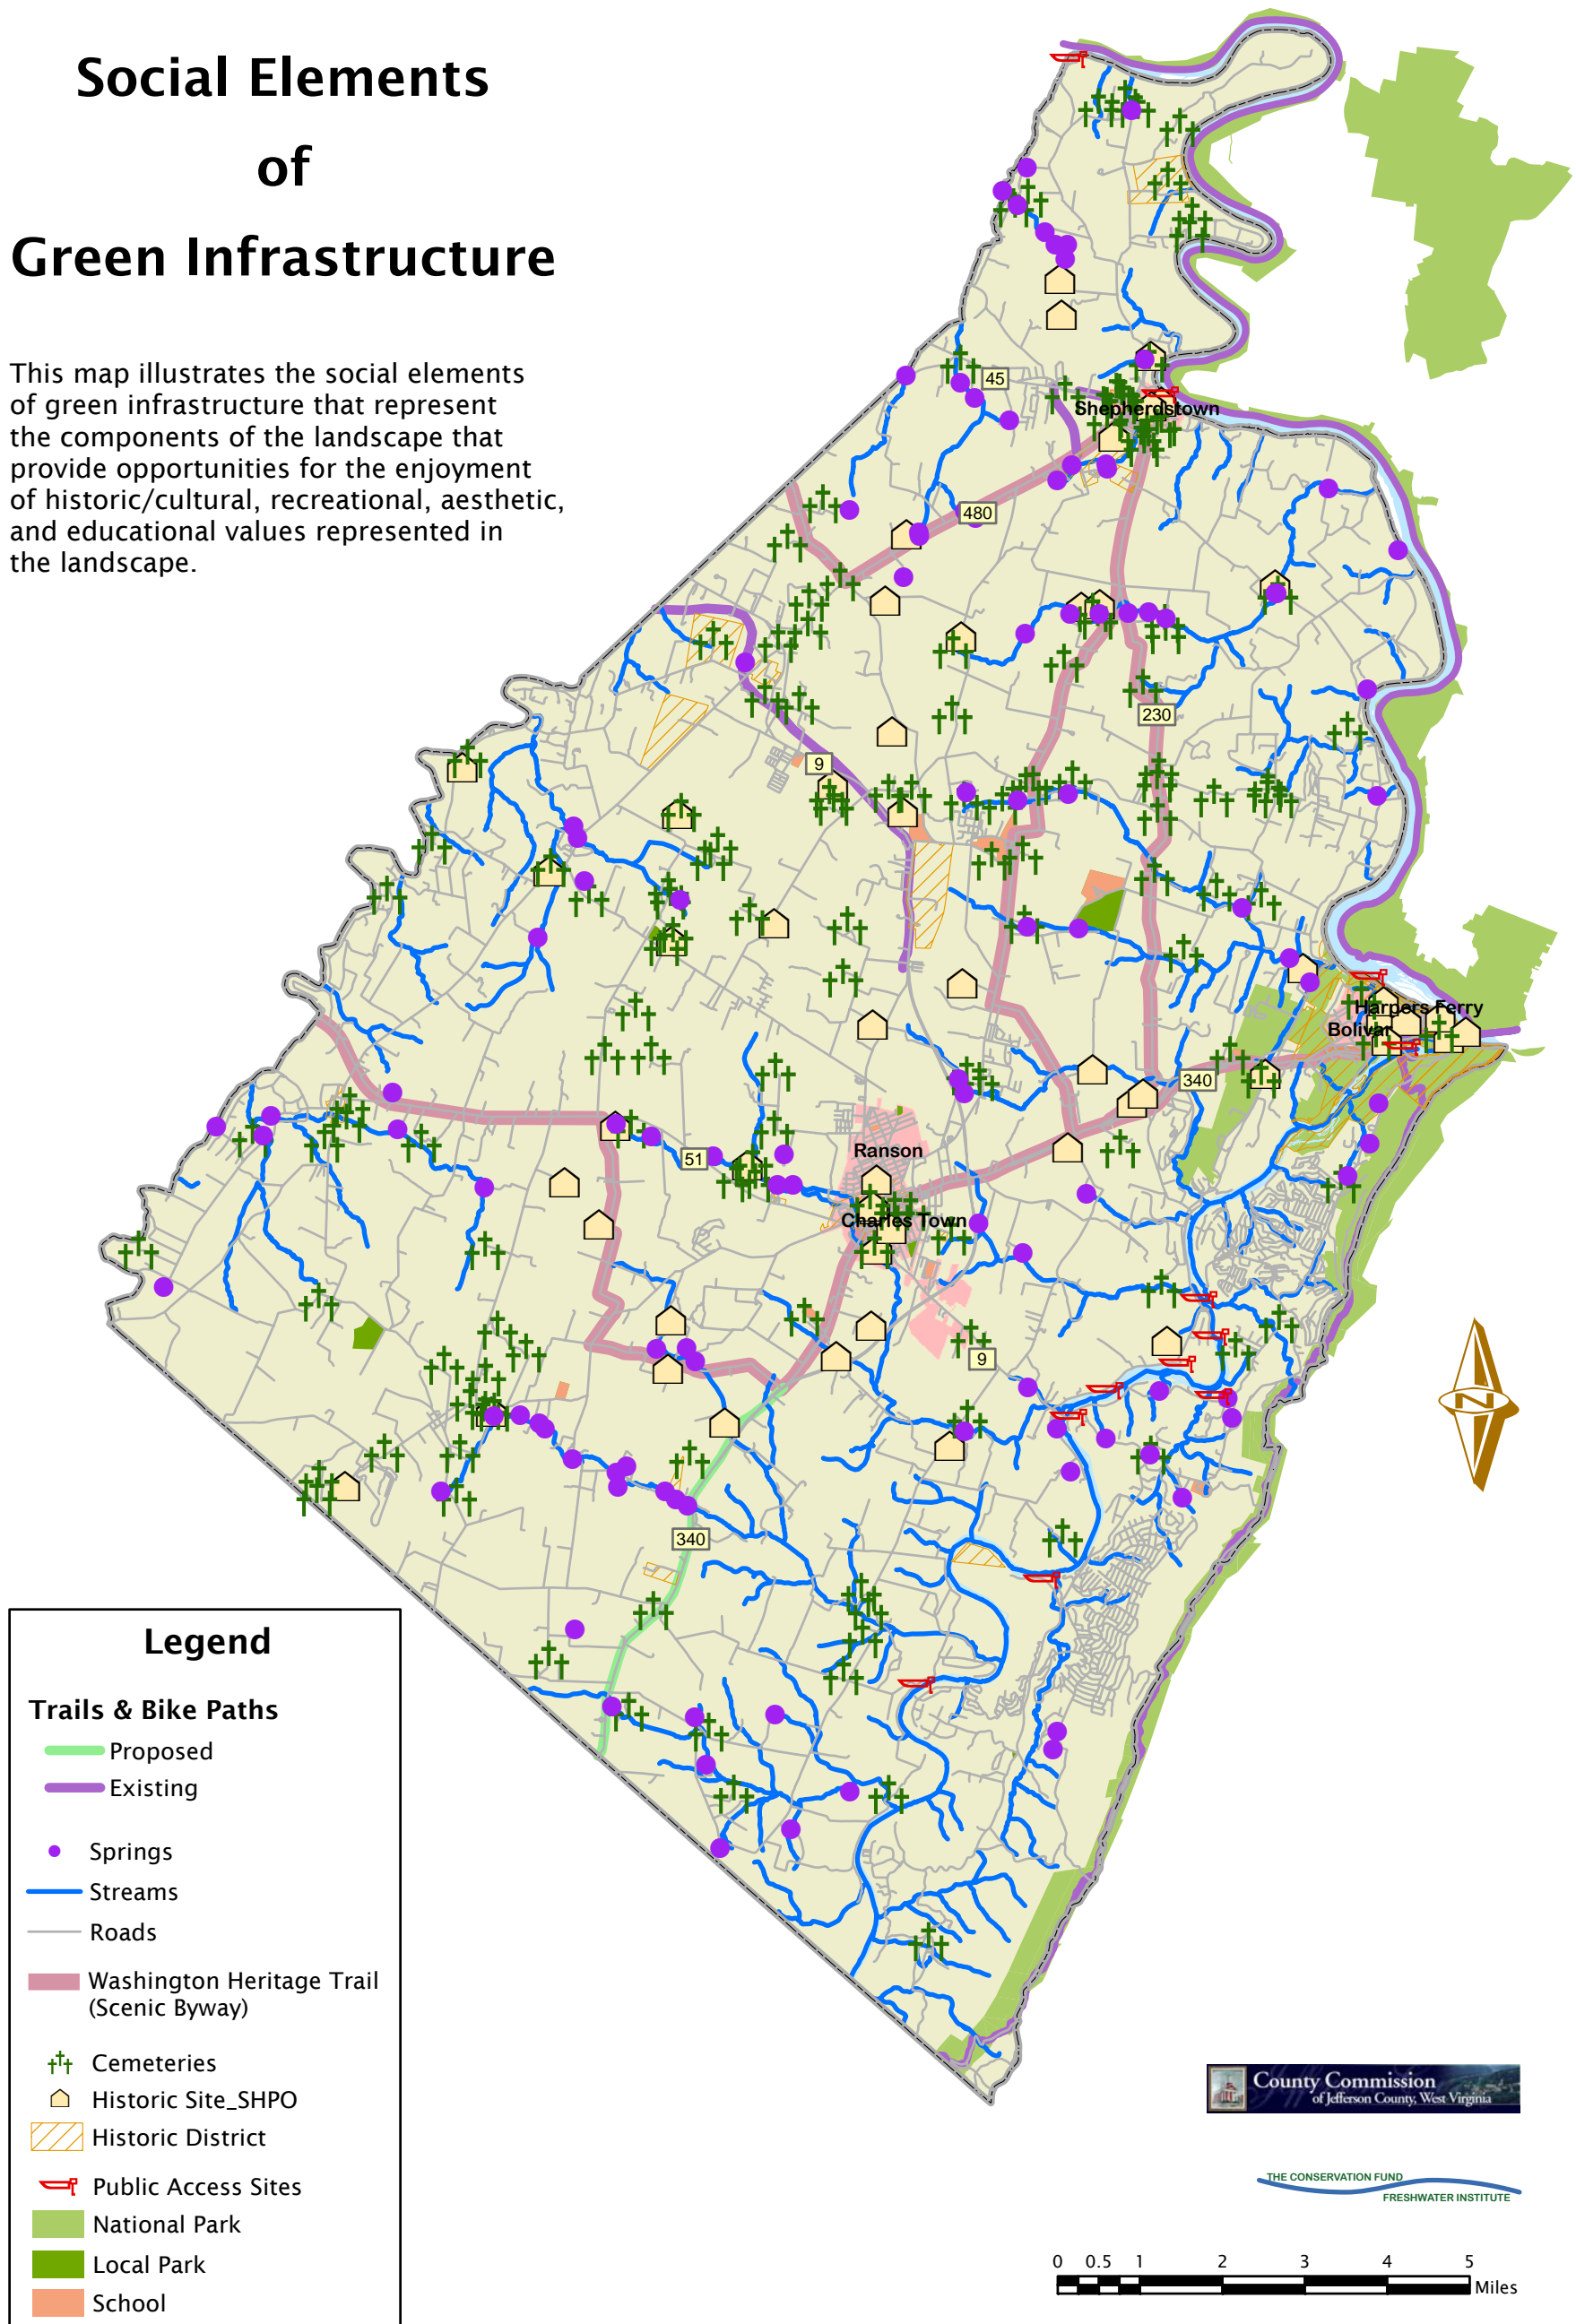 Social Elements
of
Green Infrastructure
This map illustrates the social elements
of green infrastructure that represent
the components of the landscape that
provide opportunities for the enjoyment
of historic/cultural, recreational, aesthetic,
and educational values represented in
the landscape.
45
Shepherdstown
480
230
9
Harpers Ferry
Bolivar
340
Ranson
51
Charles Town
9
340
N
Legend
Trails & Bike Paths
Proposed
Existing
Springs
Streams
Roads
Washington Heritage Trail
(Scenic Byway)
Cemeteries
Historic Site_SHPO
Historic District
Public Access Sites
National Park
Local Park
School
County Commission
of Jefferson County, West Virginia
THE CONSERVATION FUND
FRESHWATER INSTITUTE
0 0.5 1 2 3 4 5
Miles